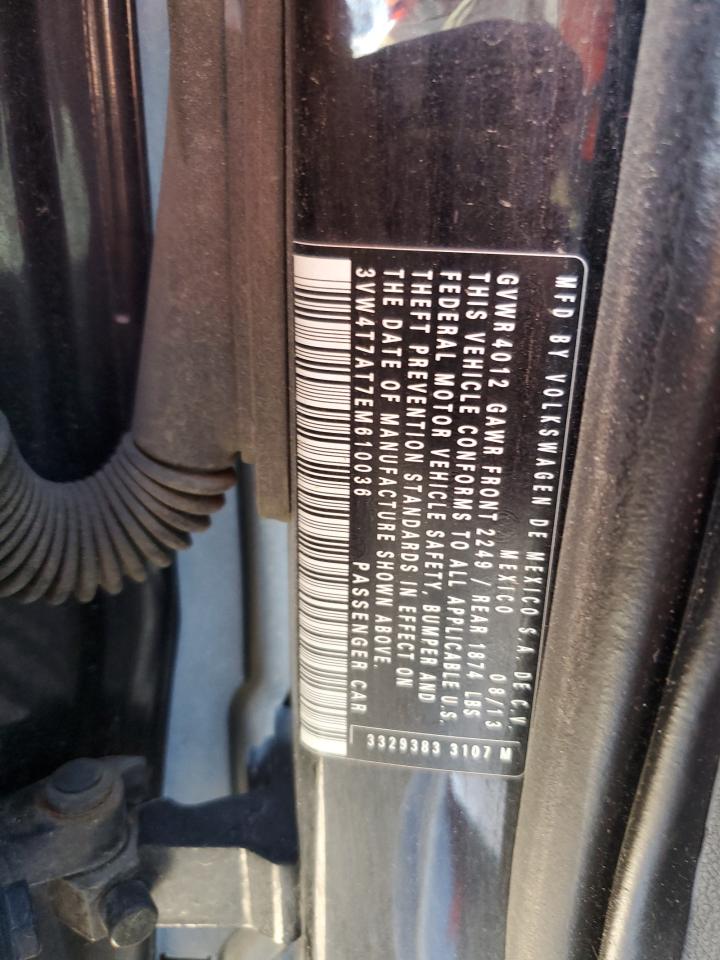 MFD BY VOLKSWAGEN DE MEXICO S.A. DE C.V.
MEXICO 08/13
GVWR 4012 GAWR FRONT 2249 / REAR 1874 LBS
THIS VEHICLE CONFORMS TO ALL APPLICABLE U.S.
FEDERAL MOTOR VEHICLE SAFETY, BUMPER AND
THEFT PREVENTION STANDARDS IN EFFECT ON
THE DATE OF MANUFACTURE SHOWN ABOVE.
3VW4T7AT7EM610036 PASSENGER CAR
3329383 3107 M